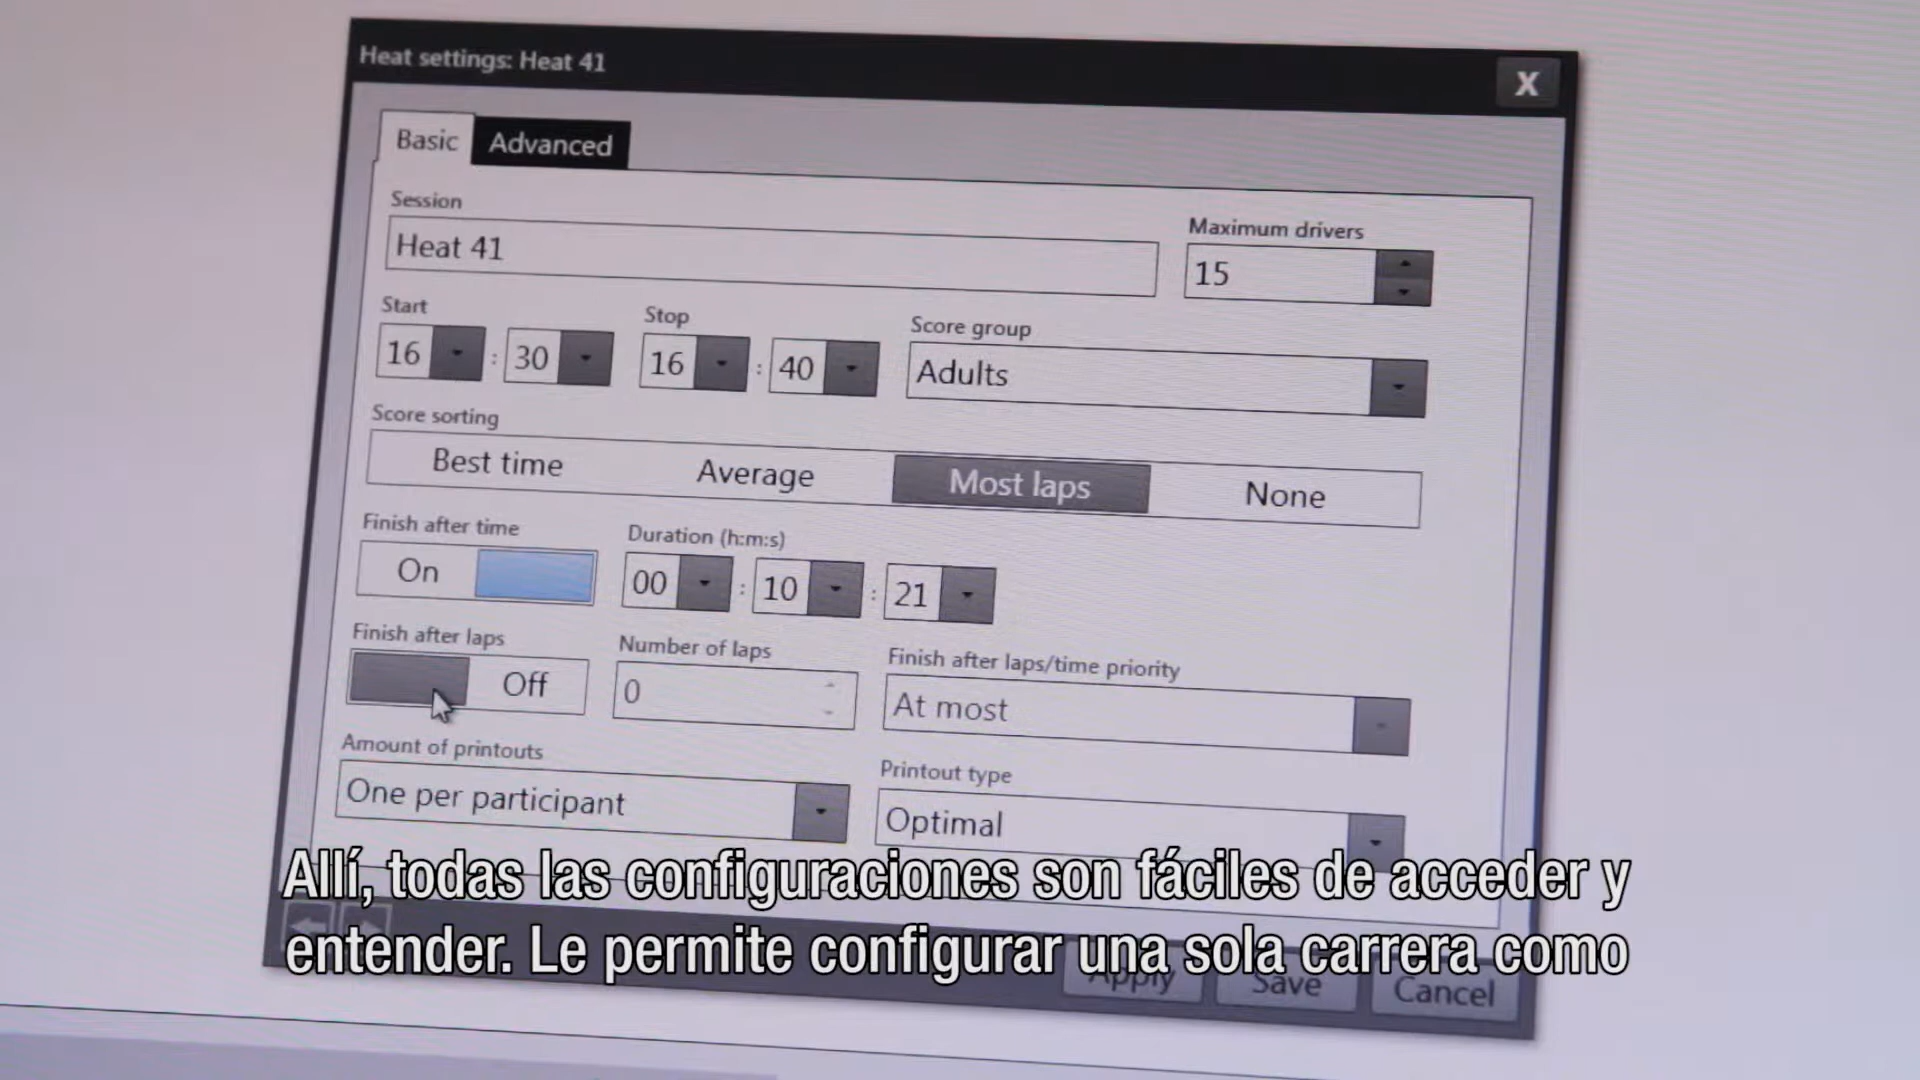 Heat settings: Heat 41
X
Basic
Advanced
Session
Maximum drivers
Heat 41
15
Start
Stop
Score group
16 : 30
16 : 40
Adults
Score sorting
Best time
Average
Most laps
None
Finish after time
Duration (h:m:s)
On
00 : 10 : 21
Finish after laps
Number of laps
Finish after laps/time priority
Off
0
At most
Amount of printouts
Printout type
One per participant
Optimal
Allí, todas las configuraciones son fáciles de acceder y
entender. Le permite configurar una sola carrera como
Apply
Save
Cancel